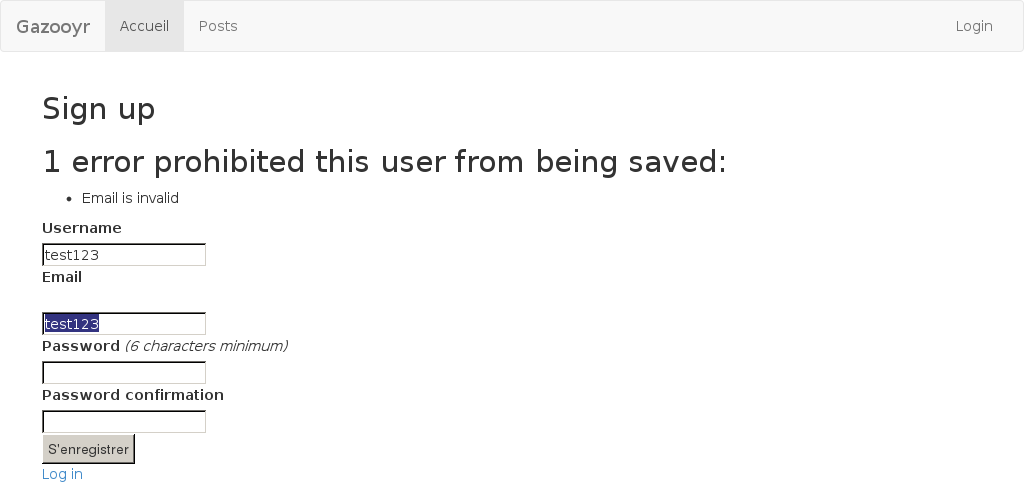 Gazooyr Accueil Posts Login
Sign up
1 error prohibited this user from being saved:
• Email is invalid
Username
test123
Email
test123
Password (6 characters minimum)
Password confirmation
S'enregistrer
Log in